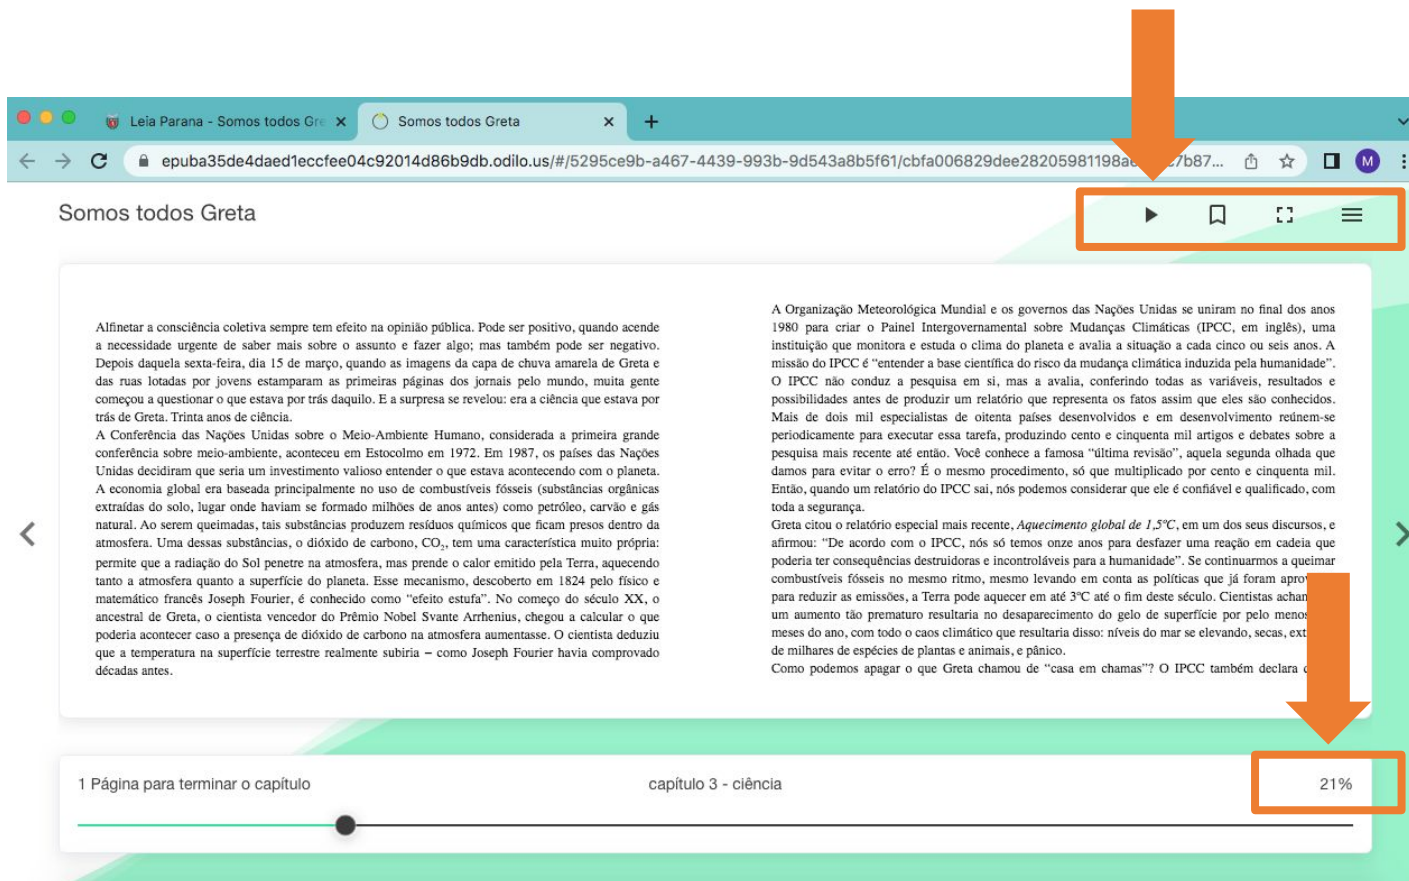 Leia Parana - Somos todos Gre
Somos todos Greta
epuba35de4daed1eccfee04c92014d86b9db.odilo.us/#/5295ce9b-a467-4439-993b-9d543a8b5f61/cbfa006829dee28205981198a 7b87...
M
Somos todos Greta
Alfinetar a consciência coletiva sempre tem efeito na opinião pública. Pode ser positivo, quando acende
a necessidade urgente de saber mais sobre o assunto e fazer algo; mas também pode ser negativo.
Depois daquela sexta-feira, dia 15 de março, quando as imagens da capa de chuva amarela de Greta e
das ruas lotadas por jovens estamparam as primeiras páginas dos jornais pelo mundo, muita gente
começou a questionar o que estava por trás daquilo. E a surpresa se revelou: era a ciência que estava por
trás de Greta. Trinta anos de ciência.
A Conferência das Nações Unidas sobre o Meio-Ambiente Humano, considerada a primeira grande
conferência sobre meio-ambiente, aconteceu em Estocolmo em 1972. Em 1987, os países das Nações
Unidas decidiram que seria um investimento valioso entender o que estava acontecendo com o planeta.
A economia global era baseada principalmente no uso de combustíveis fósseis (substâncias orgânicas
extraídas do solo, lugar onde haviam se formado milhões de anos antes) como petróleo, carvão e gás
natural. Ao serem queimadas, tais substâncias produzem resíduos químicos que ficam presos dentro da
atmosfera. Uma dessas substâncias, o dióxido de carbono, CO₂, tem uma característica muito própria:
permite que a radiação do Sol penetre na atmosfera, mas prende o calor emitido pela Terra, aquecendo
tanto a atmosfera quanto a superfície do planeta. Esse mecanismo, descoberto em 1824 pelo físico e
matemático francês Joseph Fourier, é conhecido como “efeito estufa”. No começo do século XX, o
ancestral de Greta, o cientista vencedor do Prêmio Nobel Svante Arrhenius, chegou a calcular o que
poderia acontecer caso a presença de dióxido de carbono na atmosfera aumentasse. O cientista deduziu
que a temperatura na superfície terrestre realmente subiria – como Joseph Fourier havia comprovado
décadas antes.
A Organização Meteorológica Mundial e os governos das Nações Unidas se uniram no final dos anos
1980 para criar o Painel Intergovernamental sobre Mudanças Climáticas (IPCC, em inglês), uma
instituição que monitora e estuda o clima do planeta e avalia a situação a cada cinco ou seis anos. A
missão do IPCC é “entender a base científica do risco da mudança climática induzida pela humanidade”.
O IPCC não conduz a pesquisa em si, mas a avalia, conferindo todas as variáveis, resultados e
possibilidades antes de produzir um relatório que representa os fatos assim que eles são conhecidos.
Mais de dois mil especialistas de oitenta países desenvolvidos e em desenvolvimento reúnem-se
periodicamente para executar essa tarefa, produzindo cento e cinquenta mil artigos e debates sobre a
pesquisa mais recente até então. Você conhece a famosa “última revisão”, aquela segunda olhada que
damos para evitar o erro? É o mesmo procedimento, só que multiplicado por cento e cinquenta mil.
Então, quando um relatório do IPCC sai, nós podemos considerar que ele é confiável e qualificado, com
toda a segurança.
Greta citou o relatório especial mais recente, Aquecimento global de 1,5ºC, em um dos seus discursos, e
afirmou: “De acordo com o IPCC, nós só temos onze anos para desfazer uma reação em cadeia que
poderia ter consequências destruidoras e incontroláveis para a humanidade”. Se continuarmos a queimar
combustíveis fósseis no mesmo ritmo, mesmo levando em conta as políticas que já foram aprov
para reduzir as emissões, a Terra pode aquecer em até 3ºC até o fim deste século. Cientistas acham
um aumento tão prematuro resultaria no desaparecimento do gelo de superfície por pelo menos
meses do ano, com todo o caos climático que resultaria disso: níveis do mar se elevando, secas, ext
de milhares de espécies de plantas e animais, e pânico.
Como podemos apagar o que Greta chamou de “casa em chamas”? O IPCC também declara
1 Página para terminar o capítulo
capítulo 3 - ciência
21%